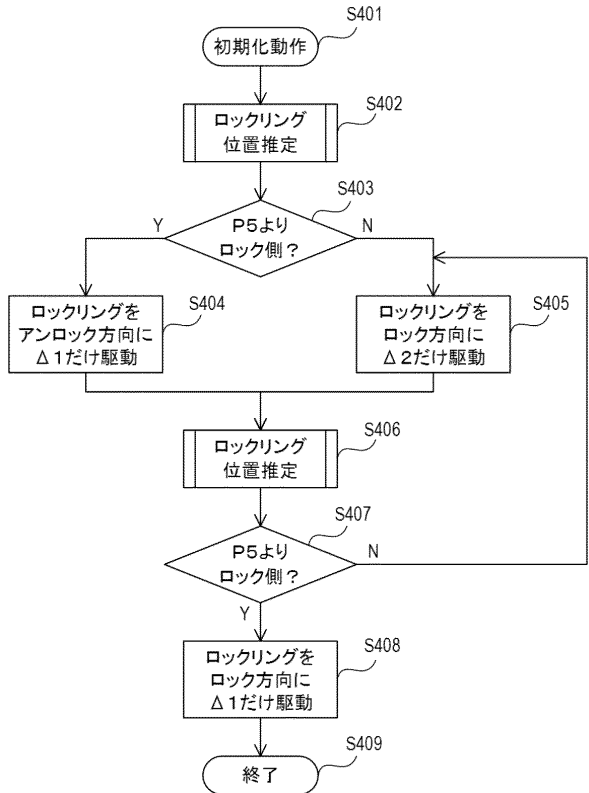 S401
初期化動作
S402
ロックリング
位置推定
S403
Y
P5より
ロック側？
N
S404
ロックリングを
アンロック方向に
Δ1だけ駆動
S405
ロックリングを
ロック方向に
Δ2だけ駆動
S406
ロックリング
位置推定
S407
P5より
ロック側？
N
Y
S408
ロックリングを
ロック方向に
Δ1だけ駆動
S409
終了